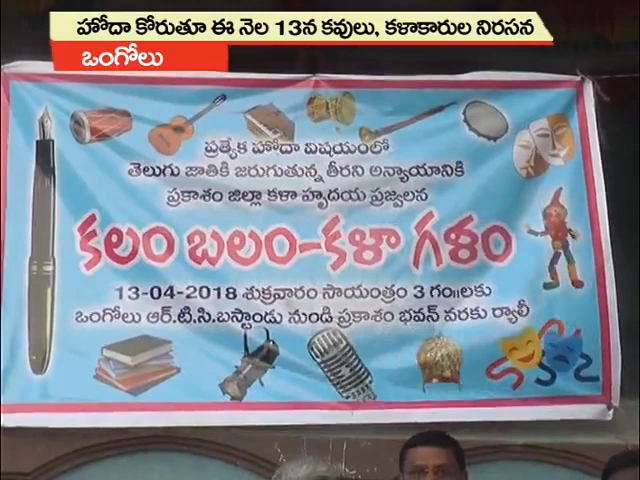 హోదా కోరుతూ ఈ నెల 13న కవులు, కళాకారుల నిరసన
ఒంగోలు
ప్రత్యేక హోదా విషయంలో
తెలుగు జాతికి జరుగుతున్న తీరని అన్యాయానికి
ప్రకాశం జిల్లా కళా హృదయ ప్రజ్వలన
కలం బలం-కళా గళం
13-04-2018 శుక్రవారం సాయంత్రం 3 గం॥లకు
ఒంగోలు ఆర్.టి.సి.బస్టాండు నుండి ప్రకాశం భవన్ వరకు ర్యాలీ